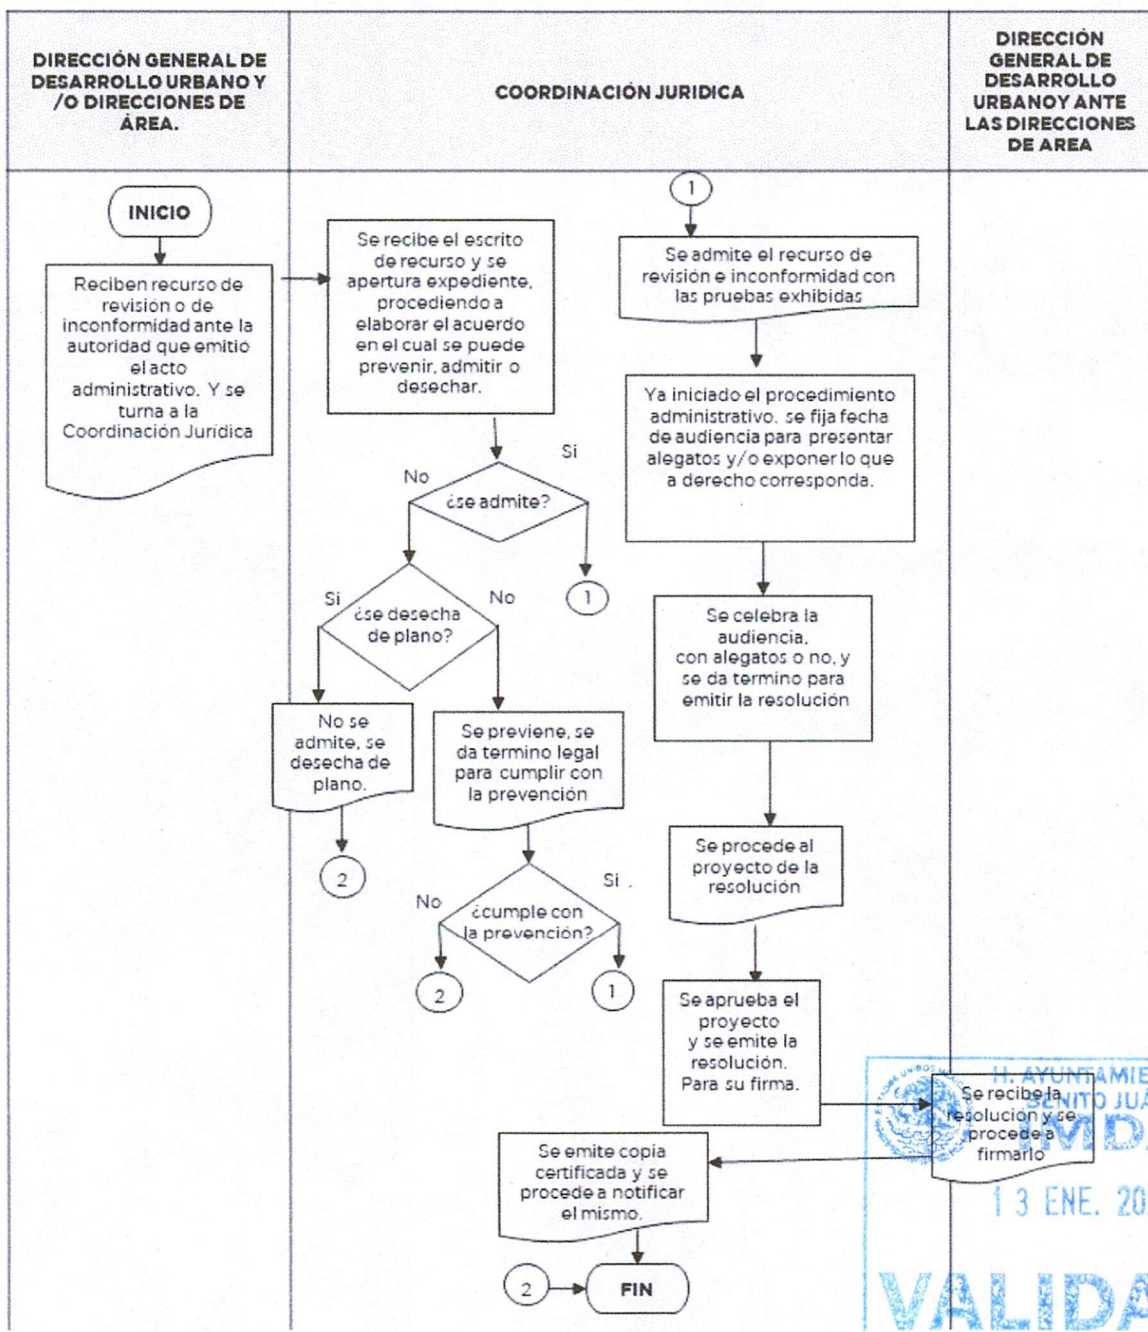 DIRECCIÓN GENERAL DE
DESARROLLO URBANO Y
/O DIRECCIONES DE
ÁREA.
COORDINACIÓN JURIDICA
DIRECCIÓN
GENERAL DE
DESARROLLO
URBANOY ANTE
LAS DIRECCIONES
DE AREA
INICIO
Reciben recurso de
revisión o de
inconformidad ante la
autoridad que emitió
el acto
administrativo. Y se
turna a la
Coordinación Jurídica
Se recibe el escrito
de recurso y se
apertura expediente,
procediendo a
elaborar el acuerdo
en el cual se puede
prevenir, admitir o
desechar.
No
Si
¿se admite?
1
Si
No
¿se desecha
de plano?
No se
admite, se
desecha de
plano.
2
Se previene, se
da termino legal
para cumplir con
la prevención
No
Si .
¿cumple con
la prevención?
2
1
1
Se admite el recurso de
revisión e inconformidad con
las pruebas exhibidas
Ya iniciado el procedimiento
administrativo. se fija fecha
de audiencia para presentar
alegatos y/o exponer lo que
a derecho corresponda.
Se celebra la
audiencia,
con alegatos o no, y
se da termino para
emitir la resolución
Se procede al
proyecto de la
resolución
Se aprueba el
proyecto
y se emite la
resolución.
Para su firma.
Se recibe la
resolución y se
procede a
firmarlo
Se emite copia
certificada y se
procede a notificar
el mismo.
2
FIN
H. AYUNTAMIE
BENITO JUÁ
IMD
13 ENE. 20
VALIDA